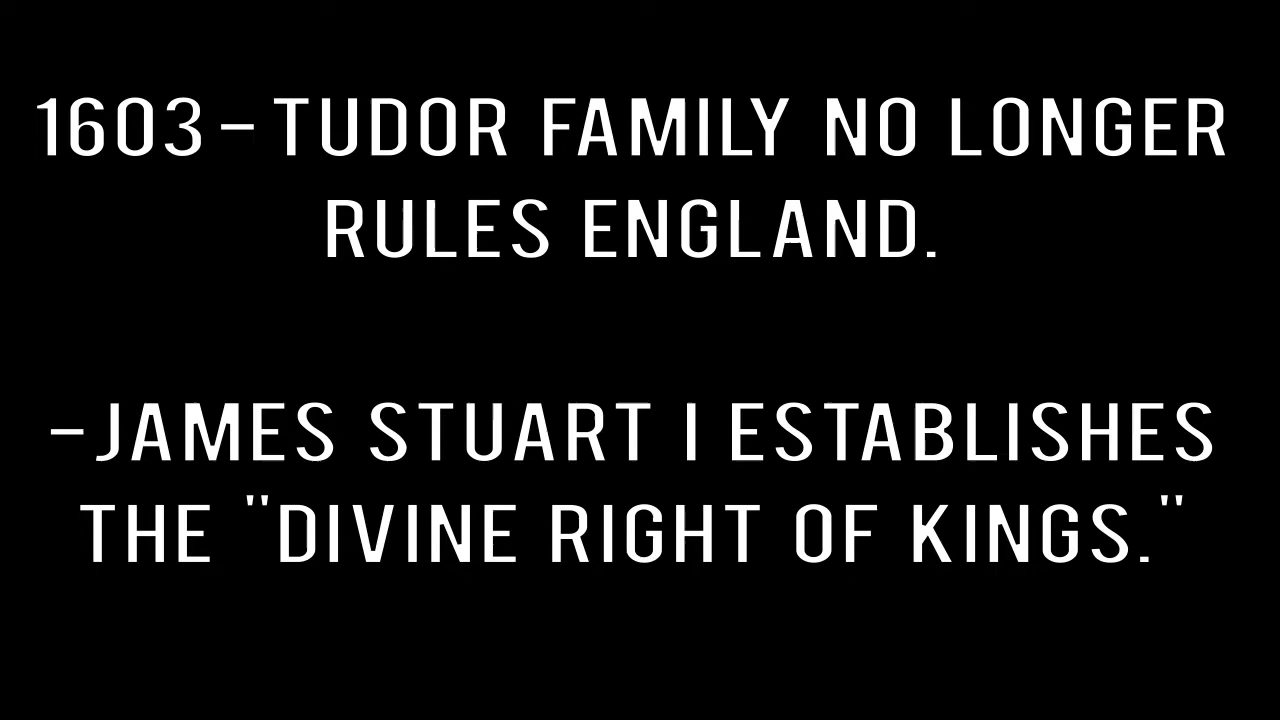 1603 - TUDOR FAMILY NO LONGER
RULES ENGLAND.
-JAMES STUART I ESTABLISHES
THE "DIVINE RIGHT OF KINGS."